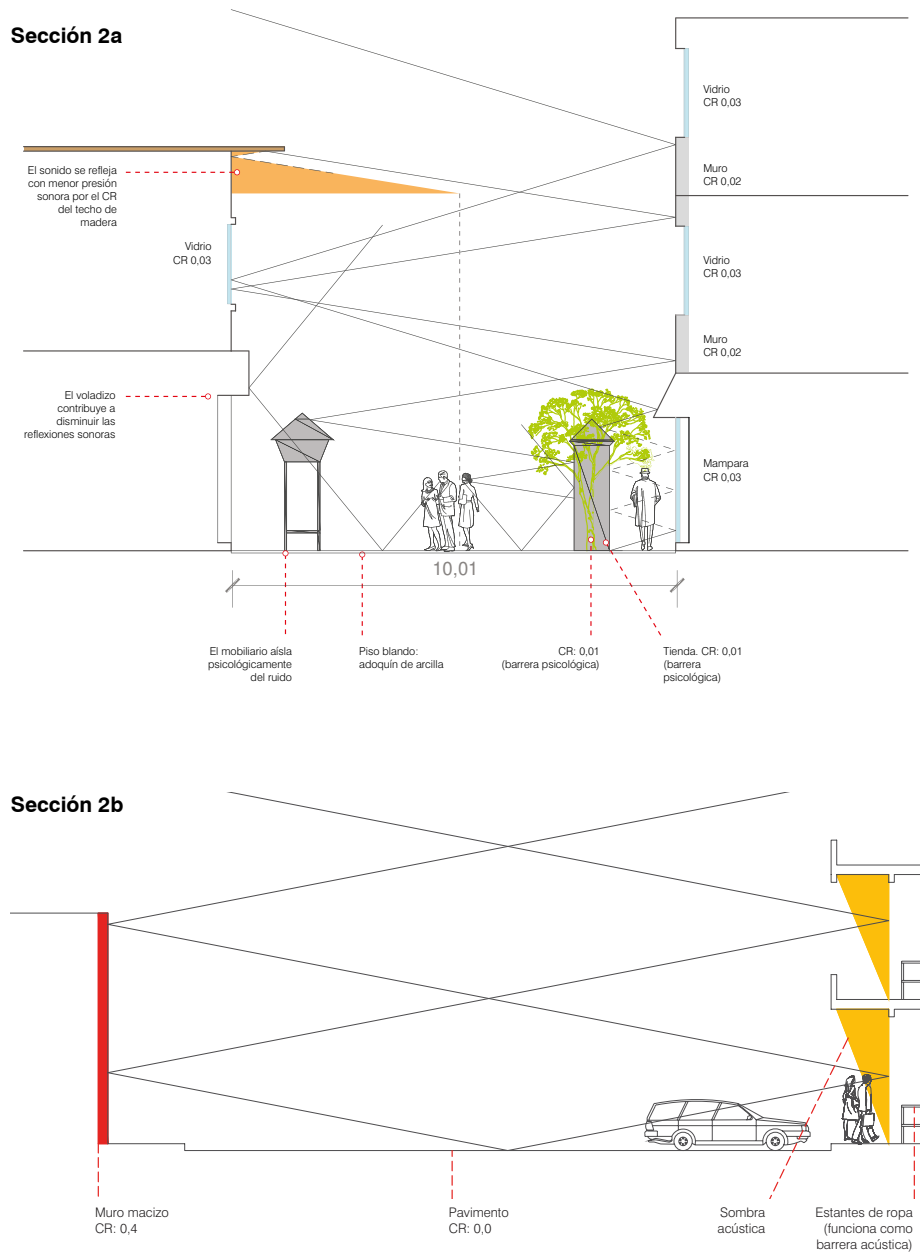 Sección 2a
Vidrio
CR 0,03
Muro
CR 0,02
El sonido se refleja
con menor presión
sonora por el CR
del techo de
madera
Vidrio
CR 0,03
Vidrio
CR 0,03
Muro
CR 0,02
El voladizo
contribuye a
disminuir las
reflexiones sonoras
Mampara
CR 0,03
10,01
El mobiliario aísla
psicológicamente
del ruido
Piso blando:
adoquín de arcilla
CR: 0,01
(barrera psicológica)
Tienda. CR: 0,01
(barrera
psicológica)
Sección 2b
Muro macizo
CR: 0,4
Pavimento
CR: 0,0
Sombra
acústica
Estantes de ropa
(funciona como
barrera acústica)